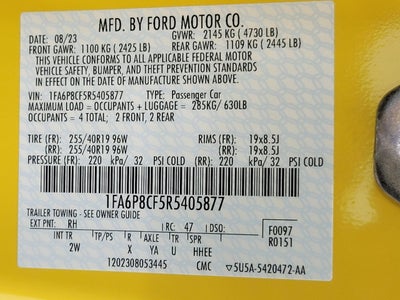 MFD. BY FORD MOTOR CO.
DATE: 08/23 GVWR: 2145 KG ( 4730 LB)
FRONT GAWR: 1100 KG ( 2425 LB) REAR GAWR: 1109 KG ( 2445 LB)
THIS VEHICLE CONFORMS TO ALL APPLICABLE FEDERAL MOTOR
VEHICLE SAFETY, BUMPER, AND THEFT PREVENTION STANDARDS
IN EFFECT ON THE DATE OF MANUFACTURE SHOWN ABOVE.
VIN: 1FA6P8CF5R5405877 TYPE: Passenger Car
MAXIMUM LOAD = OCCUPANTS + LUGGAGE = 285KG/ 630LB
OCCUPANTS = 4 TOTAL; 2 FRONT, 2 REAR
TIRE (FR): 255/40R19 96W RIMS (FR): 19x8.5J
TIRE (RR): 255/40R19 96W RIMS (RR): 19x8.5J
PRESSURE (FR): 220 kPa/ 32 PSI COLD (RR): 220 kPa/ 32 PSI COLD
1FA6P8CF5R5405877
TRAILER TOWING - SEE OWNER GUIDE
EXT PNT: RH RC: 47 DSO: F0097
INT TR TP/PS R AXLE TR SPR R0151
2W X YA U HHEE
1202308053445 CMC 5U5A-5420472-AA